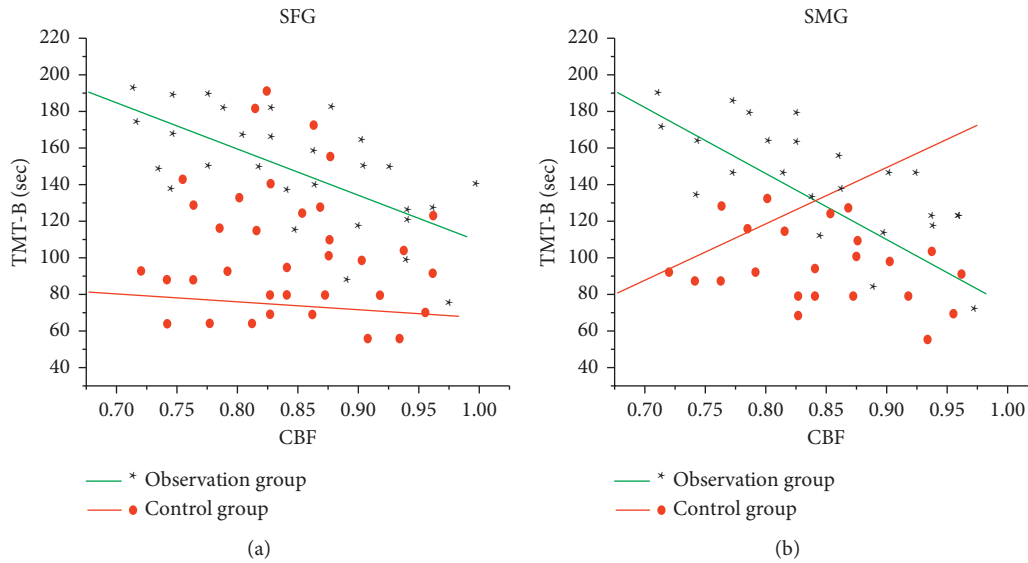 SFG
220
200
180
160
140
120
100
80
60
40
TMT-B (sec)
0.70 0.75 0.80 0.85 0.90 0.95 1.00
CBF
* Observation group
Control group
(a)
SMG
220
200
180
160
140
120
100
80
60
40
TMT-B (sec)
0.70 0.75 0.80 0.85 0.90 0.95 1.00
CBF
* Observation group
Control group
(b)